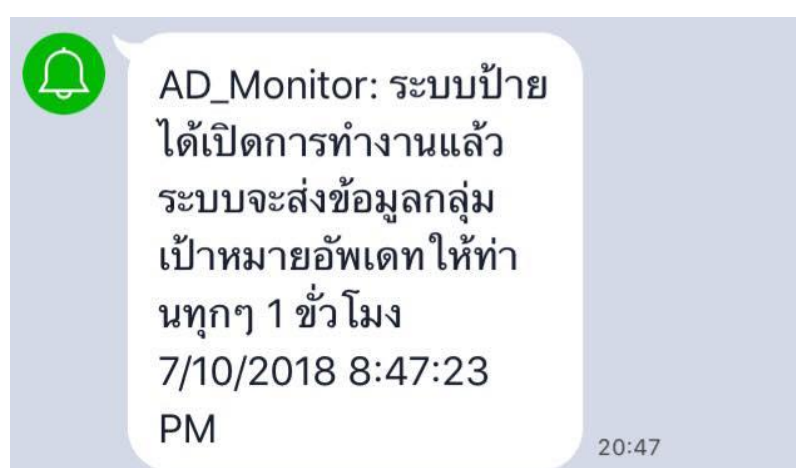 AD_Monitor: ระบบป้าย
ได้เปิดการทำงานแล้ว
ระบบจะส่งข้อมูลกลุ่ม
เป้าหมายอัพเดทให้ท่า
นทุกๆ 1 ชั่วโมง
7/10/2018 8:47:23
PM
20:47